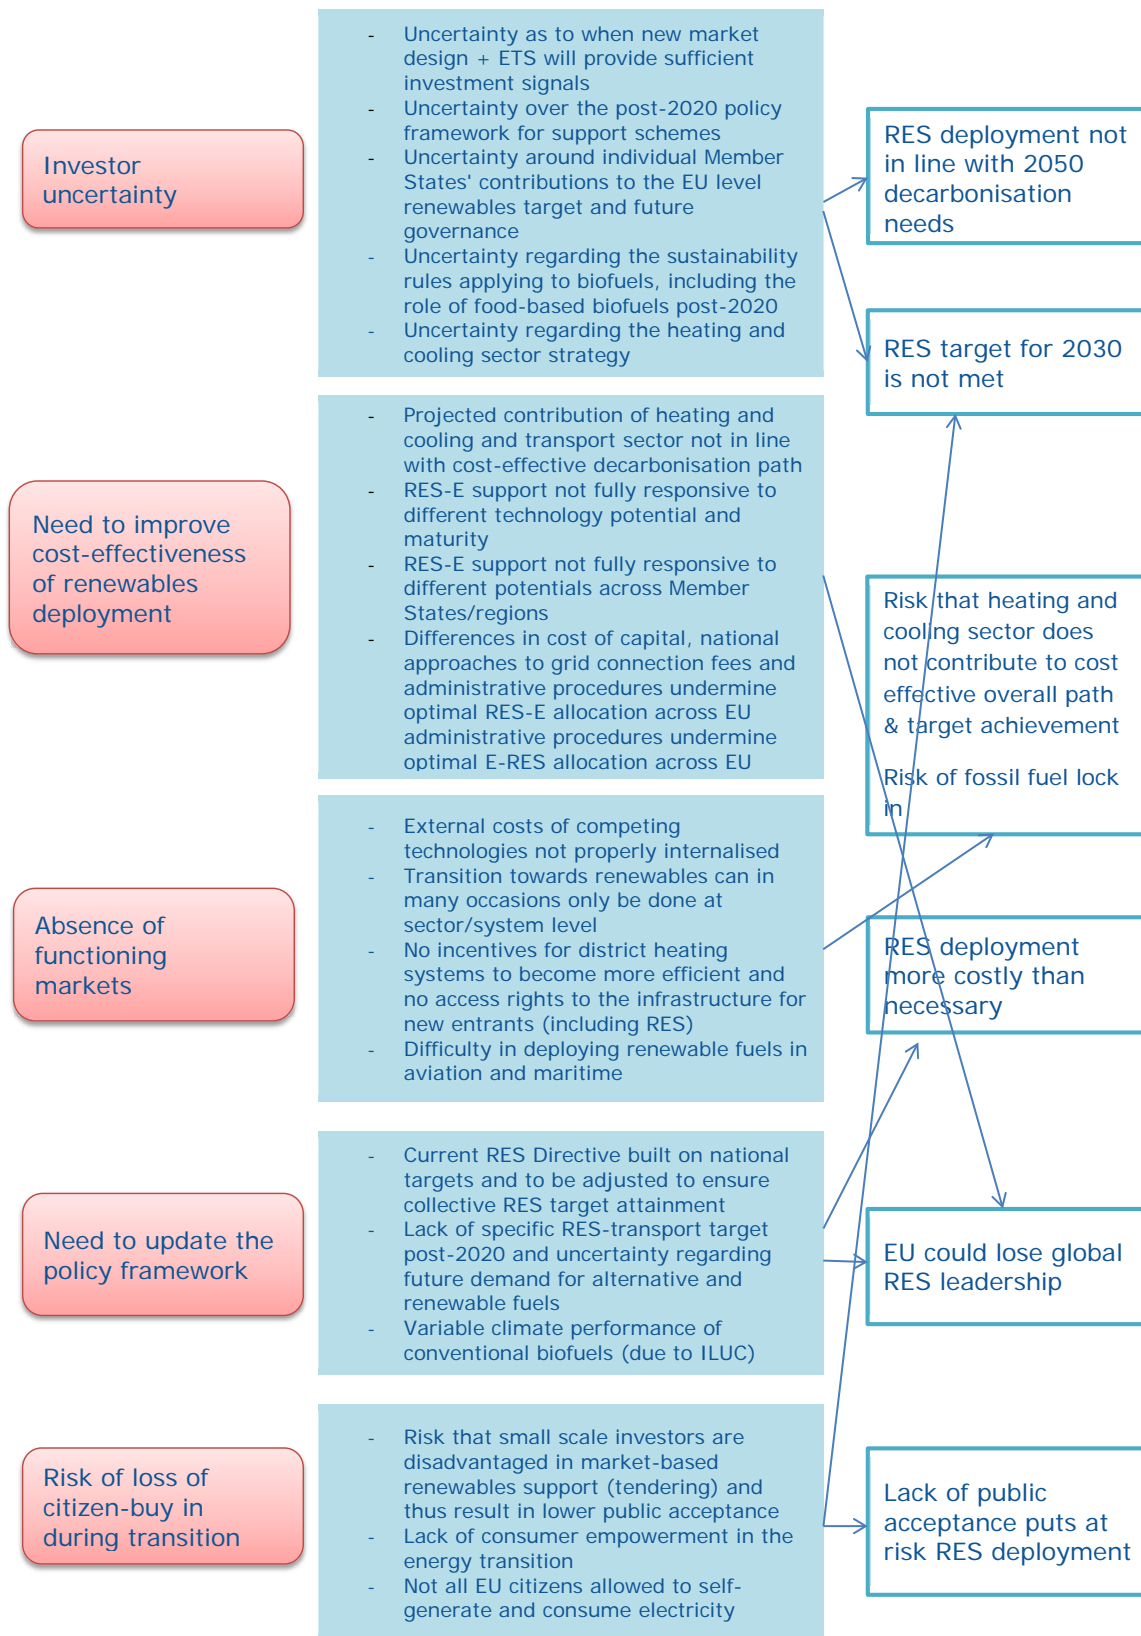 Investor
uncertainty
- Uncertainty as to when new market
design + ETS will provide sufficient
investment signals
- Uncertainty over the post-2020 policy
framework for support schemes
- Uncertainty around individual Member
States' contributions to the EU level
renewables target and future
governance
- Uncertainty regarding the sustainability
rules applying to biofuels, including the
role of food-based biofuels post-2020
- Uncertainty regarding the heating and
cooling sector strategy
RES deployment not
in line with 2050
decarbonisation
needs
RES target for 2030
is not met
Need to improve
cost-effectiveness
of renewables
deployment
- Projected contribution of heating and
cooling and transport sector not in line
with cost-effective decarbonisation path
- RES-E support not fully responsive to
different technology potential and
maturity
- RES-E support not fully responsive to
different potentials across Member
States/regions
- Differences in cost of capital, national
approaches to grid connection fees and
administrative procedures undermine
optimal RES-E allocation across EU
administrative procedures undermine
optimal E-RES allocation across EU
Risk that heating and
cooling sector does
not contribute to cost
effective overall path
& target achievement
Risk of fossil fuel lock
in
Absence of
functioning
markets
- External costs of competing
technologies not properly internalised
- Transition towards renewables can in
many occasions only be done at
sector/system level
- No incentives for district heating
systems to become more efficient and
no access rights to the infrastructure for
new entrants (including RES)
- Difficulty in deploying renewable fuels in
aviation and maritime
RES deployment
more costly than
necessary
Need to update the
policy framework
- Current RES Directive built on national
targets and to be adjusted to ensure
collective RES target attainment
- Lack of specific RES-transport target
post-2020 and uncertainty regarding
future demand for alternative and
renewable fuels
- Variable climate performance of
conventional biofuels (due to ILUC)
EU could lose global
RES leadership
Risk of loss of
citizen-buy in
during transition
- Risk that small scale investors are
disadvantaged in market-based
renewables support (tendering) and
thus result in lower public acceptance
- Lack of consumer empowerment in the
energy transition
- Not all EU citizens allowed to self-
generate and consume electricity
Lack of public
acceptance puts at
risk RES deployment